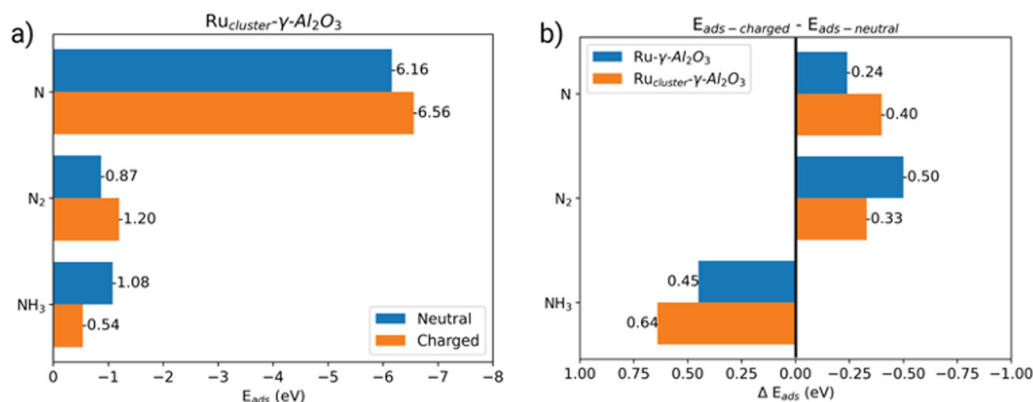 a)
Ru_cluster-γ-Al₂O₃
N
N₂
NH₃
-6.16
-6.56
-0.87
-1.20
-1.08
-0.54
Neutral
Charged
0 −1 −2 −3 −4 −5 −6 −7 −8
E_ads (eV)
b)
E_ads−charged - E_ads−neutral
Ru-γ-Al₂O₃
Ru_cluster-γ-Al₂O₃
N
N₂
NH₃
-0.24
-0.40
-0.50
-0.33
0.45
0.64
1.00 0.75 0.50 0.25 0.00 −0.25 −0.50 −0.75 −1.00
Δ E_ads (eV)